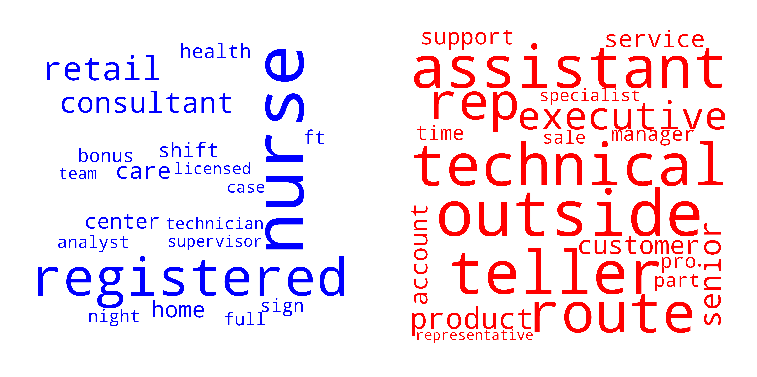 health
retail
consultant
nurse
ft
bonus
shift
team
care
licensed
case
center
technician
analyst
supervisor
registered
night
home
full
sign
support
service
assistant
rep
specialist
executive
time
sale
manager
technical
outside
account
customer
teller
pro
part
senior
product
route
representative